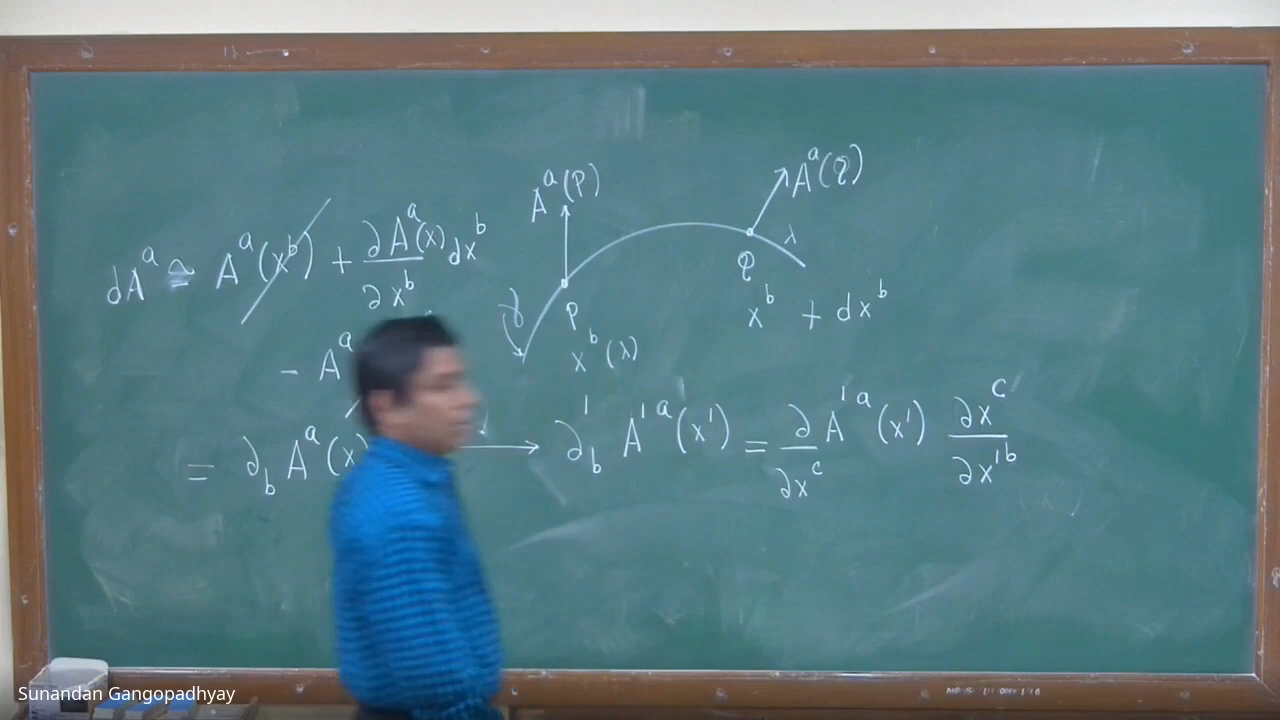 A^a(P)
A^a(Q)
dA^a ≃ A^a(x^b) + ∂A^a(x)/∂x^b dx^b
λ
Q
x^b + dx^b
γ
P
x^b(λ)
- A^a
= ∂_b A^a(x) → ∂'_b A'^a(x') = ∂/∂x^c A'^a(x') ∂x^c/∂x'^b
Sunandan Gangopadhyay